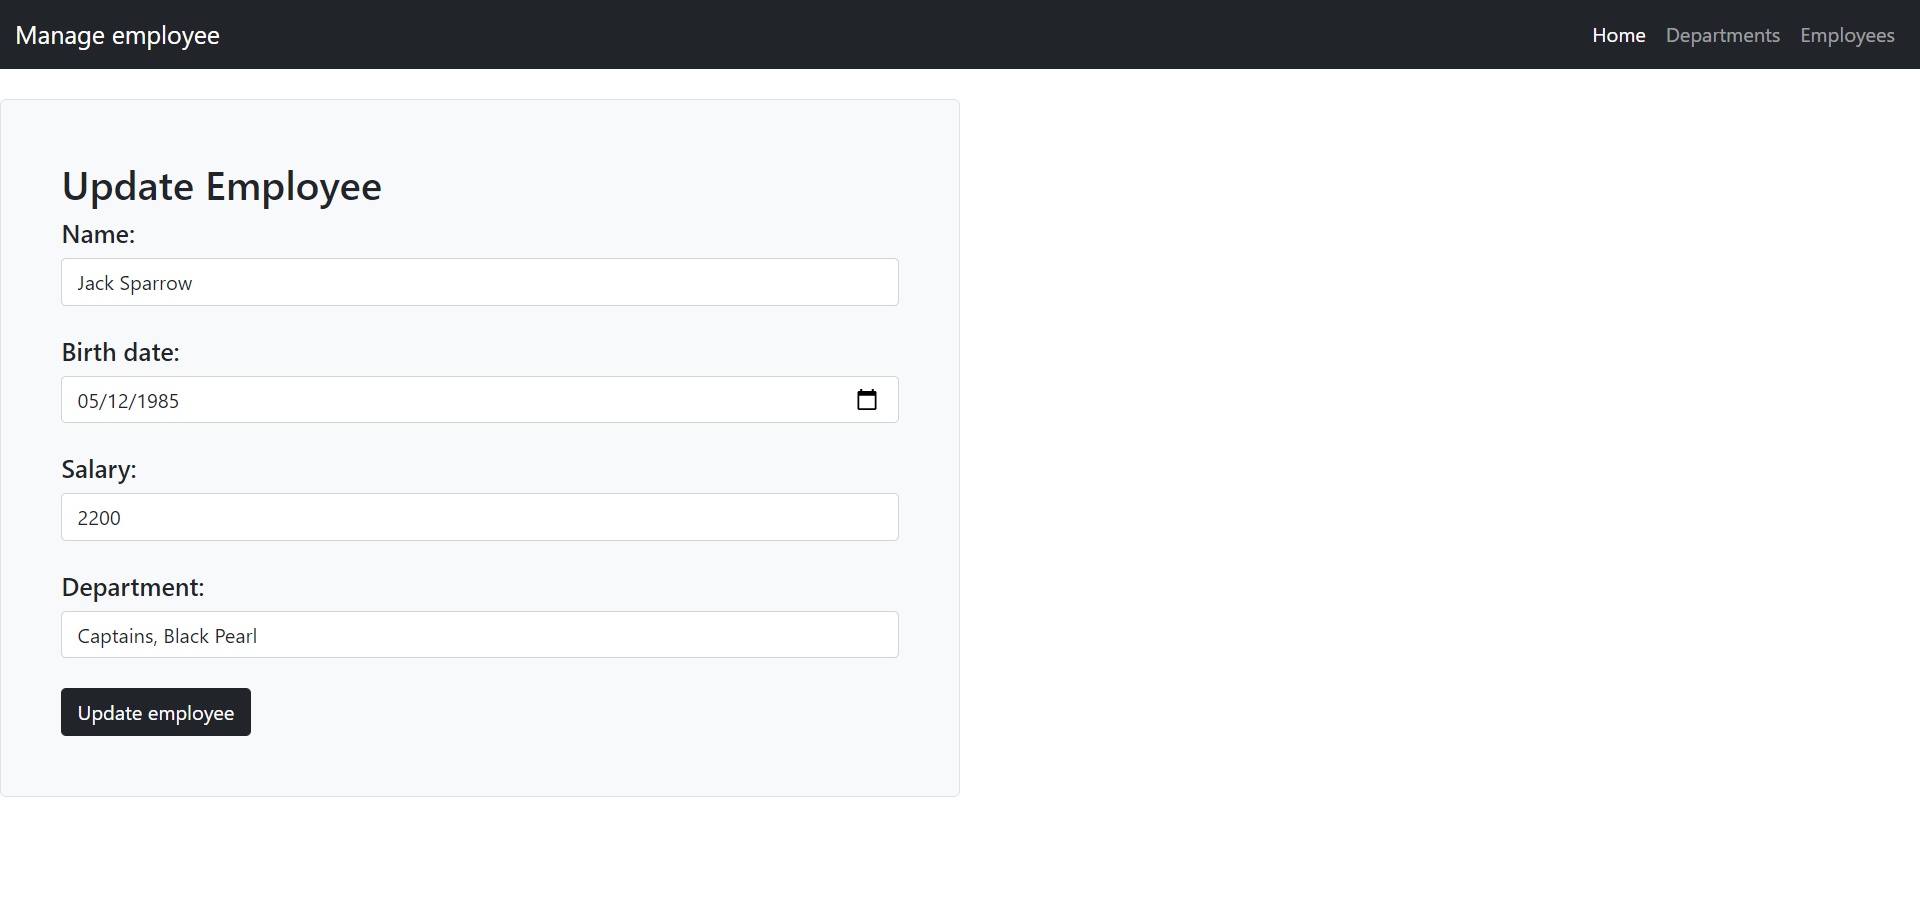 Manage employee
Home Departments Employees
Update Employee
Name:
Jack Sparrow
Birth date:
05/12/1985
Salary:
2200
Department:
Captains, Black Pearl
Update employee